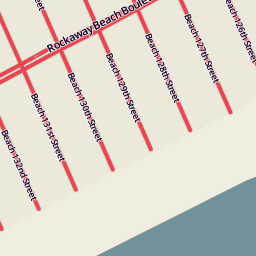 Rockaway Beach Boule
Beach 126th Street
Beach 127th Street
Beach 128th Street
Beach 129th Street
Beach 130th Street
Beach 131st Street
Beach 132nd Street